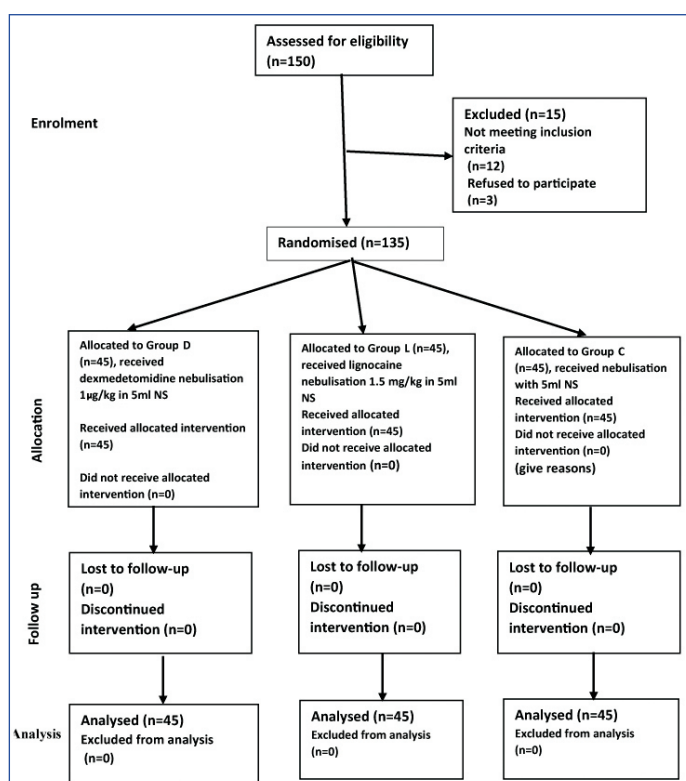 Assessed for eligibility
(n=150)
Enrolment
Excluded (n=15)
Not meeting inclusion
criteria
(n=12)
Refused to participate
(n=3)
Randomised (n=135)
Allocation
Allocated to Group D
(n=45), received
dexmedetomidine nebulisation
1µg/kg in 5ml NS
Received allocated intervention
(n=45)
Did not receive allocated
intervention (n=0)
Allocated to Group L (n=45),
received lignocaine
nebulisation 1.5 mg/kg in 5ml
NS
Received allocated
intervention (n=45)
Did not receive allocated
intervention (n=0)
Allocated to Group C
(n=45), received nebulisation
with 5ml NS
Received allocated
intervention (n=45)
Did not receive allocated
intervention (n=0)
(give reasons)
Follow up
Lost to follow-up
(n=0)
Discontinued
intervention (n=0)
Lost to follow-up
(n=0)
Discontinued
intervention (n=0)
Lost to follow-up
(n=0)
Discontinued
intervention (n=0)
Analysis
Analysed (n=45)
Excluded from analysis
(n=0)
Analysed (n=45)
Excluded from analysis
(n=0)
Analysed (n=45)
Excluded from analysis
(n=0)